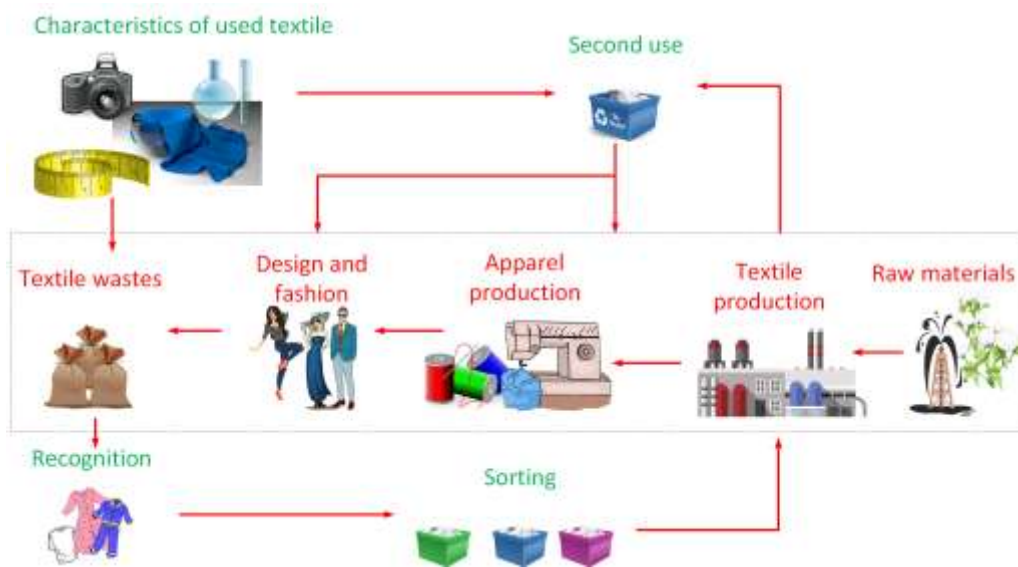 Characteristics of used textile
Second use
Textile wastes
Design and
fashion
Apparel
production
Textile
production
Raw materials
Recognition
Sorting